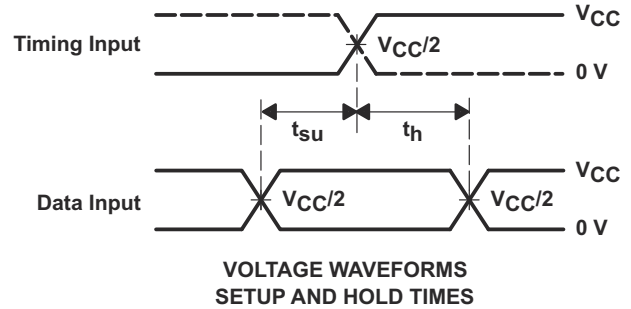 Timing Input
VCC
VCC/2
0 V
tsu
th
Data Input
VCC
VCC/2
VCC/2
0 V
VOLTAGE WAVEFORMS
SETUP AND HOLD TIMES